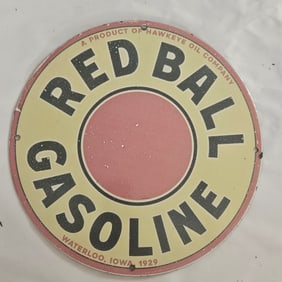 A PRODUCT OF HAWKEYE OIL COMPANY
RED BALL
GASOLINE
WATERLOO, IOWA, 1929